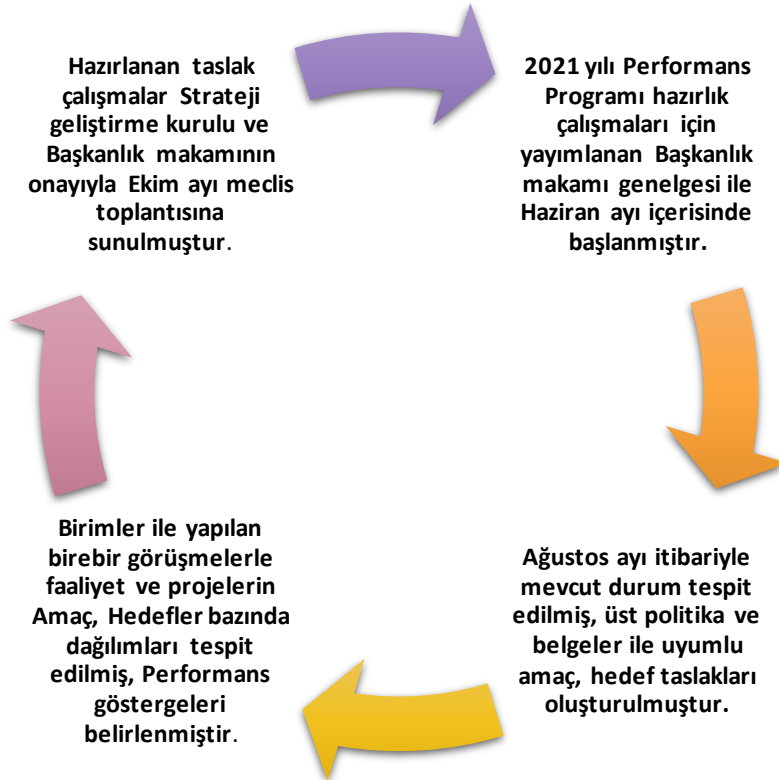 Hazırlanan taslak
çalışmalar Strateji
geliştirme kurulu ve
Başkanlık makamının
onayıyla Ekim ayı meclis
toplantısına
sunulmuştur.
2021 yılı Performans
Programı hazırlık
çalışmaları için
yayımlanan Başkanlık
makamı genelgesi ile
Haziran ayı içerisinde
başlanmıştır.
Ağustos ayı itibariyle
mevcut durum tespit
edilmiş, üst politika ve
belgeler ile uyumlu
amaç, hedef taslakları
oluşturulmuştur.
Birimler ile yapılan
birebir görüşmelerle
faaliyet ve projelerin
Amaç, Hedefler bazında
dağılımları tespit
edilmiş, Performans
göstergeleri
belirlenmiştir.